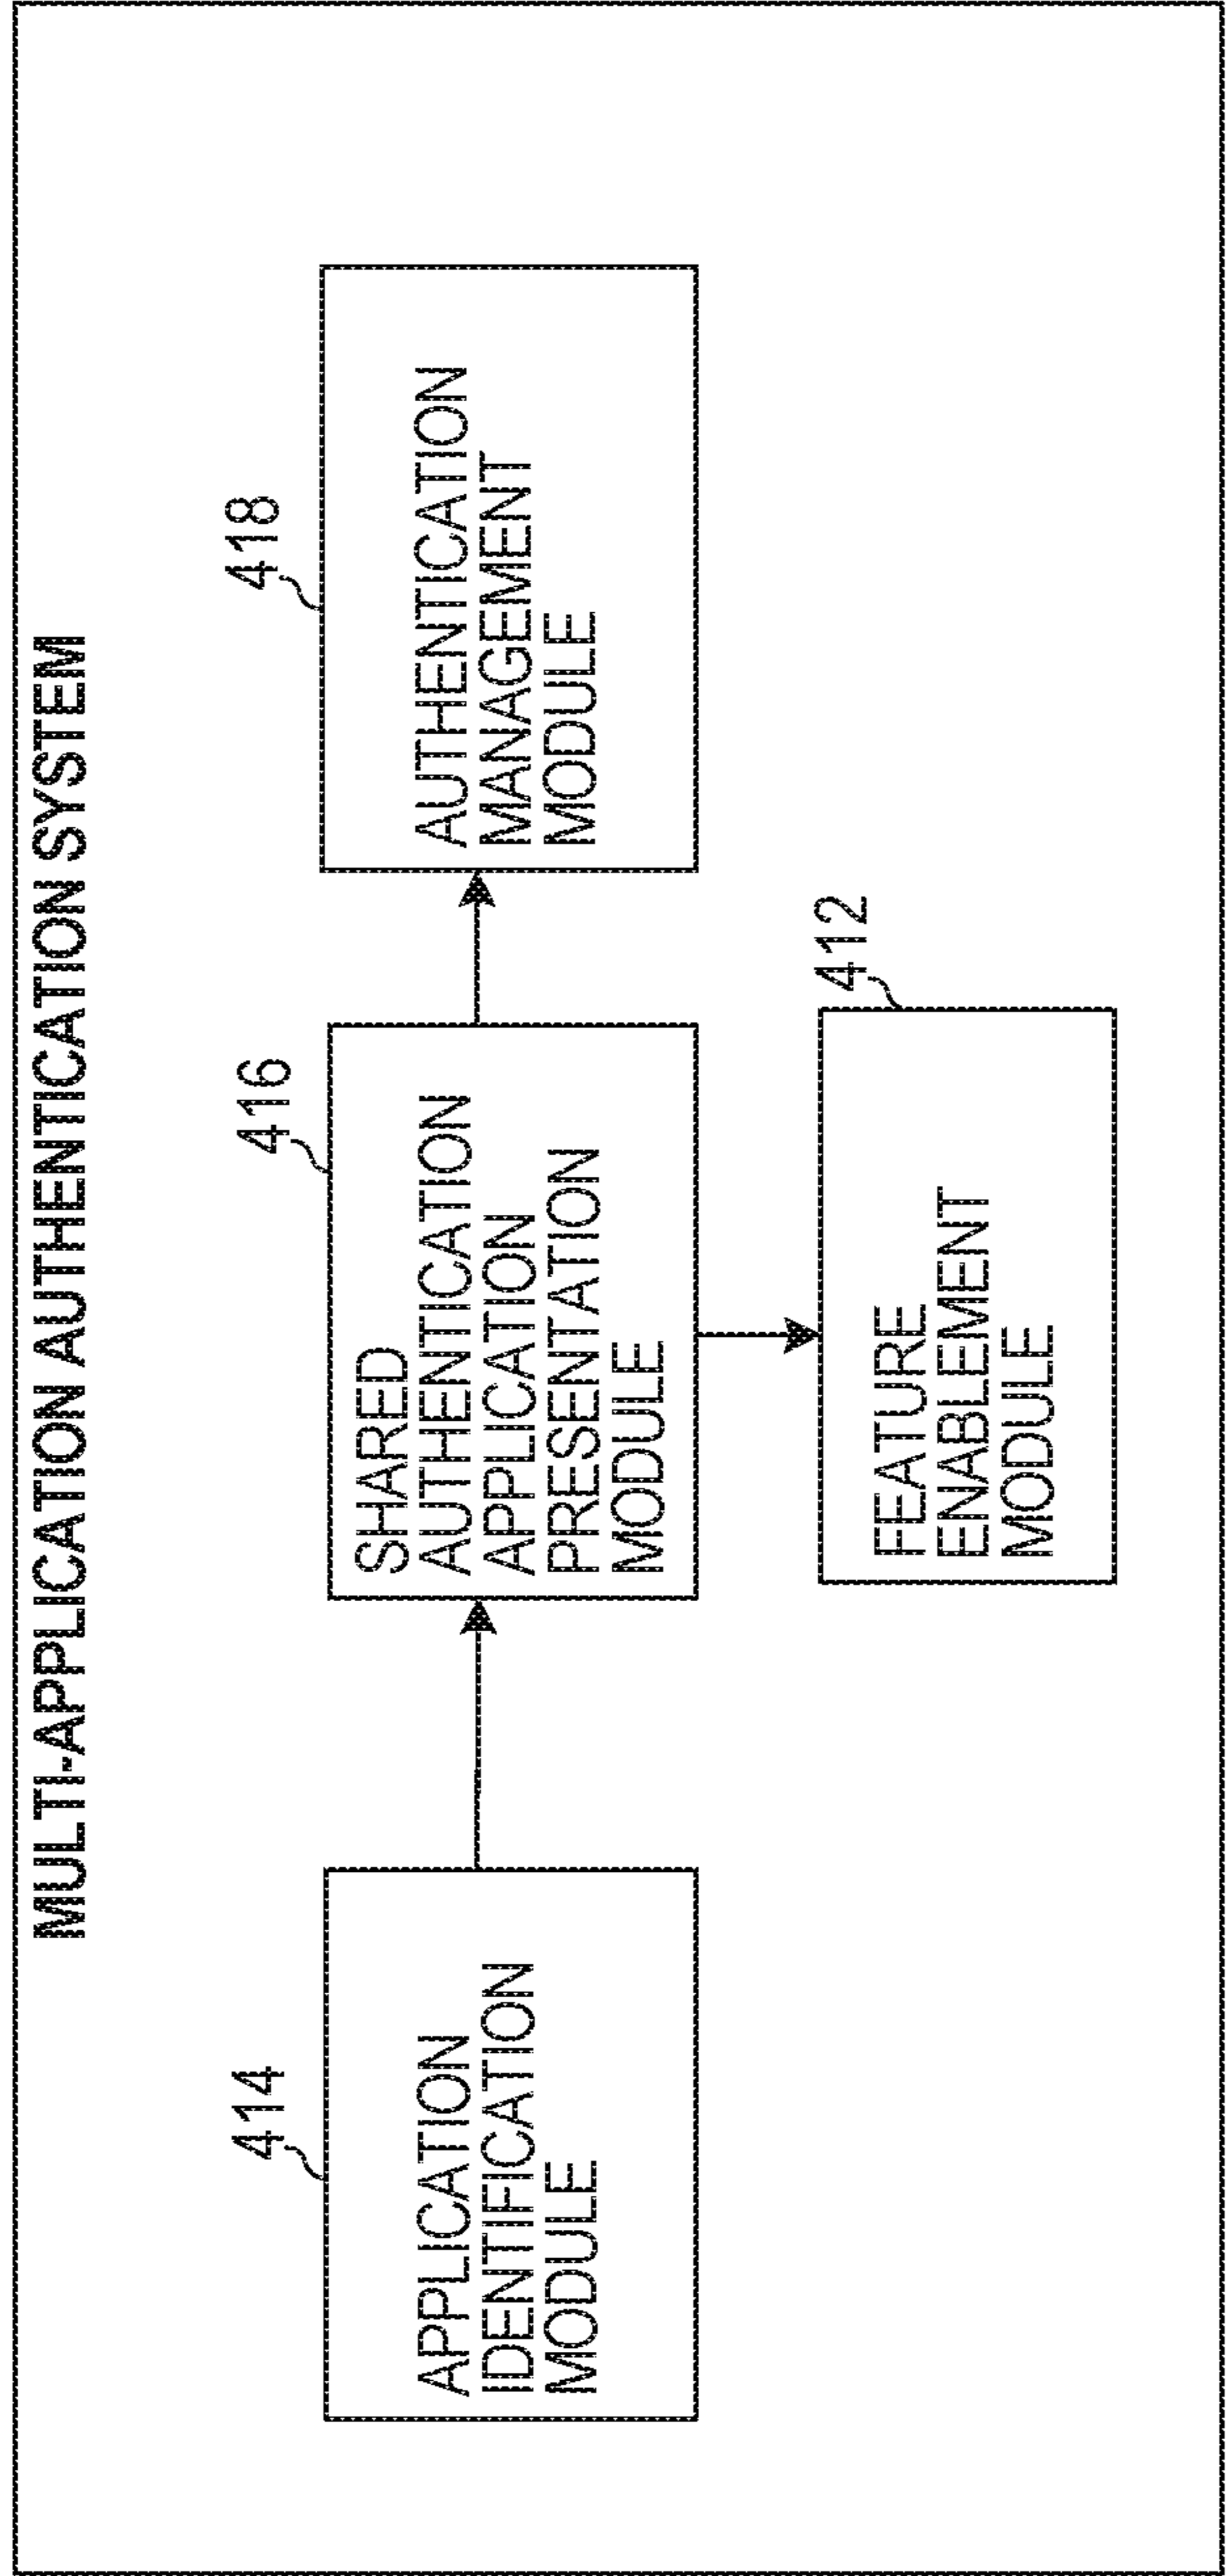 MULTI-APPLICATION AUTHENTICATION SYSTEM
414
APPLICATION
IDENTIFICATION
MODULE
416
SHARED
AUTHENTICATION
APPLICATION
PRESENTATION
MODULE
418
AUTHENTICATION
MANAGEMENT
MODULE
412
FEATURE
ENABLEMENT
MODULE